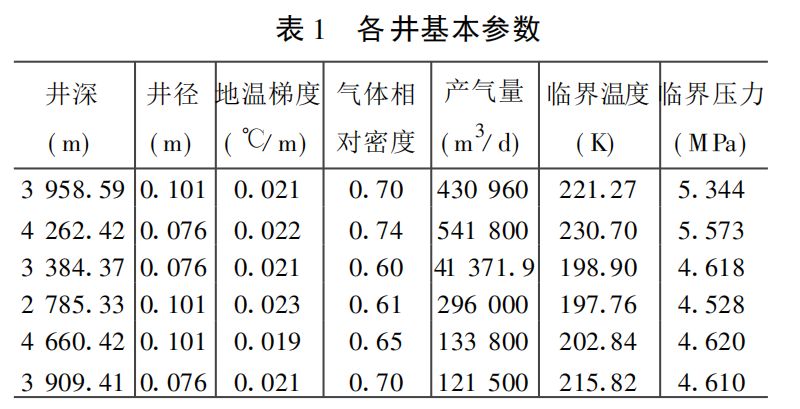 表 1 各井基本参数
井深 井径 地温梯度 气体相 产气量 临界温度 临界压力
(m) (m) (℃/m) 对密度 (m³/d) (K) (MPa)
3 958.59 0.101 0.021 0.70 430 960 221.27 5.344
4 262.42 0.076 0.022 0.74 541 800 230.70 5.573
3 384.37 0.076 0.021 0.60 41 371.9 198.90 4.618
2 785.33 0.101 0.023 0.61 296 000 197.76 4.528
4 660.42 0.101 0.019 0.65 133 800 202.84 4.620
3 909.41 0.076 0.021 0.70 121 500 215.82 4.610